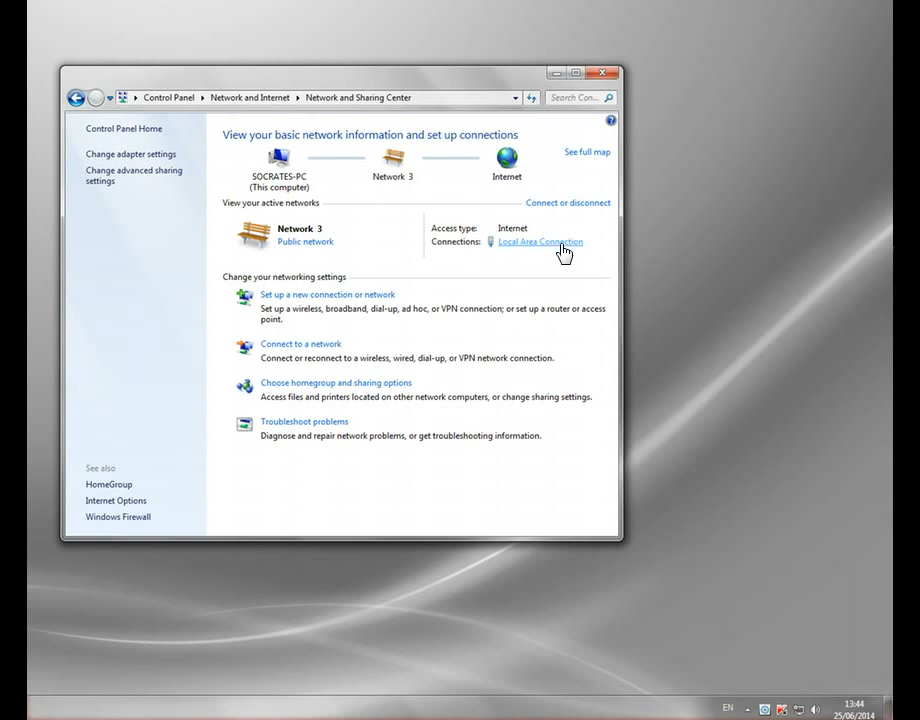 Control Panel
Network and Internet
Network and Sharing Center
Search Con...
Control Panel Home
Change adapter settings
Change advanced sharing
settings
View your basic network information and set up connections
See full map
SOCRATES-PC
(This computer)
Network 3
Internet
View your active networks
Connect or disconnect
Network 3
Public network
Access type:
Internet
Connections:
Local Area Connection
Change your networking settings
Set up a new connection or network
Set up a wireless, broadband, dial-up, ad hoc, or VPN connection; or set up a router or access
point.
Connect to a network
Connect or reconnect to a wireless, wired, dial-up, or VPN network connection.
Choose homegroup and sharing options
Access files and printers located on other network computers, or change sharing settings.
Troubleshoot problems
Diagnose and repair network problems, or get troubleshooting information.
See also
HomeGroup
Internet Options
Windows Firewall
EN
13:44
25/06/2014